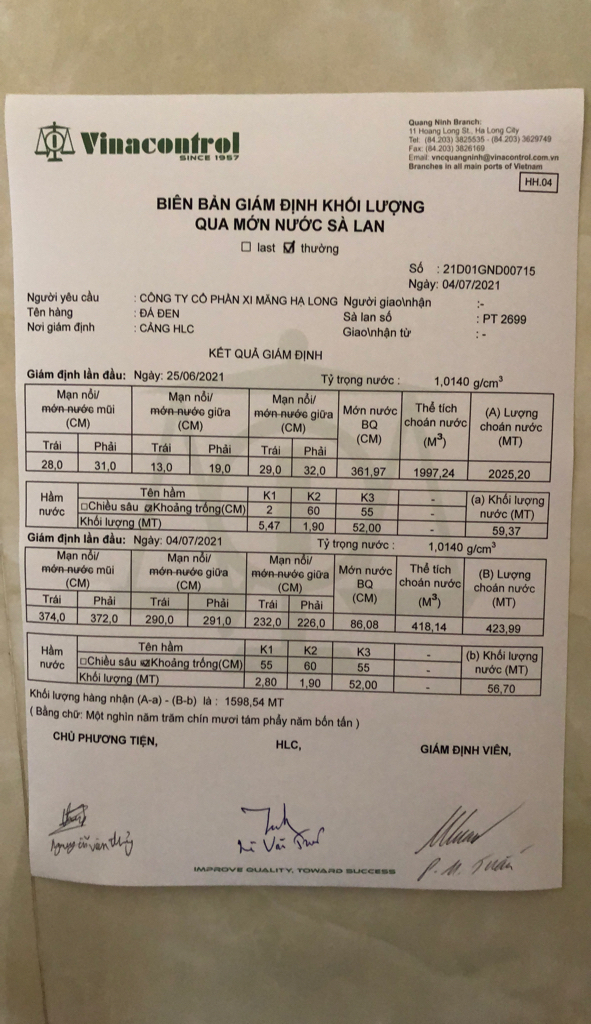 Vinacontrol
SINCE 1957
Quang Ninh Branch:
11 Hoang Long St., Ha Long City
Tel: (84.203) 3825535 - (84.203) 3629749
Fax: (84.203) 3826169
Email: vncquangninh@vinacontrol.com.vn
Branches in all main ports of Vietnam
HH.04
BIÊN BẢN GIÁM ĐỊNH KHỐI LƯỢNG
QUA MỚN NƯỚC SÀ LAN
☐ last ☑ thường
Số : 21D01GND00715
Ngày: 04/07/2021
Người yêu cầu : CÔNG TY CỔ PHẦN XI MĂNG HẠ LONG Người giao\nhận :-
Tên hàng : ĐÁ ĐEN Sà lan số : PT 2699
Nơi giám định : CẢNG HLC Giao\nhận từ : -
KẾT QUẢ GIÁM ĐỊNH
Giám định lần đầu: Ngày: 25/06/2021 Tỷ trọng nước : 1,0140 g/cm³
Mạn nổi/ Mạn nổi/ Mạn nổi/ Mớn nước Thể tích (A) Lượng
mớn nước mũi mớn nước giữa mớn nước giữa BQ choán nước choán nước
(CM) (CM) (CM) (CM) (M³) (MT)
Trái Phải Trái Phải Trái Phải
28,0 31,0 13,0 19,0 29,0 32,0 361,97 1997,24 2025,20
Hầm nước Tên hầm K1 K2 K3 - (a) Khối lượng nước (MT)
☐Chiều sâu ☑Khoảng trống(CM) 2 60 55 -
Khối lượng (MT) 5,47 1,90 52,00 - 59,37
Giám định lần đầu: Ngày: 04/07/2021 Tỷ trọng nước : 1,0140 g/cm³
Mạn nổi/ Mạn nổi/ Mạn nổi/ Mớn nước Thể tích (B) Lượng
mớn nước mũi mớn nước giữa mớn nước giữa BQ choán nước choán nước
(CM) (CM) (CM) (CM) (M³) (MT)
Trái Phải Trái Phải Trái Phải
374,0 372,0 290,0 291,0 232,0 226,0 86,08 418,14 423,99
Hầm nước Tên hầm K1 K2 K3 - (b) Khối lượng nước (MT)
☐Chiều sâu ☑Khoảng trống(CM) 55 60 55 -
Khối lượng (MT) 2,80 1,90 52,00 - 56,70
Khối lượng hàng nhận (A-a) - (B-b) là : 1598,54 MT
( Bằng chữ: Một nghìn năm trăm chín mươi tám phẩy năm bốn tấn )
CHỦ PHƯƠNG TIỆN, HLC, GIÁM ĐỊNH VIÊN,
P. M. Tuấn
IMPROVE QUALITY, TOWARD SUCCESS